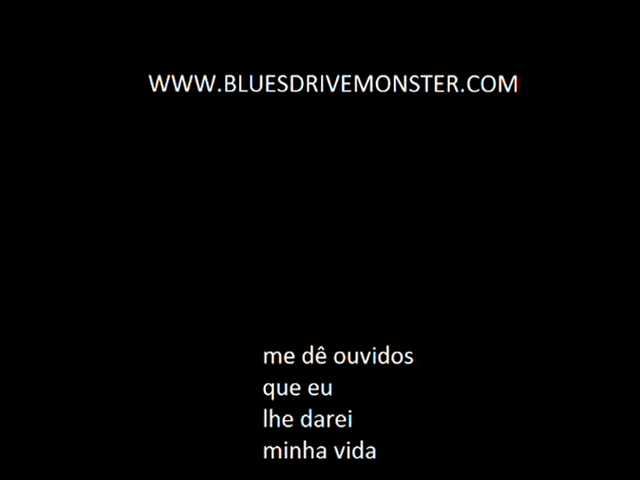 WWW.BLUESDRIVEMONSTER.COM
me dê ouvidos
que eu
lhe darei
minha vida